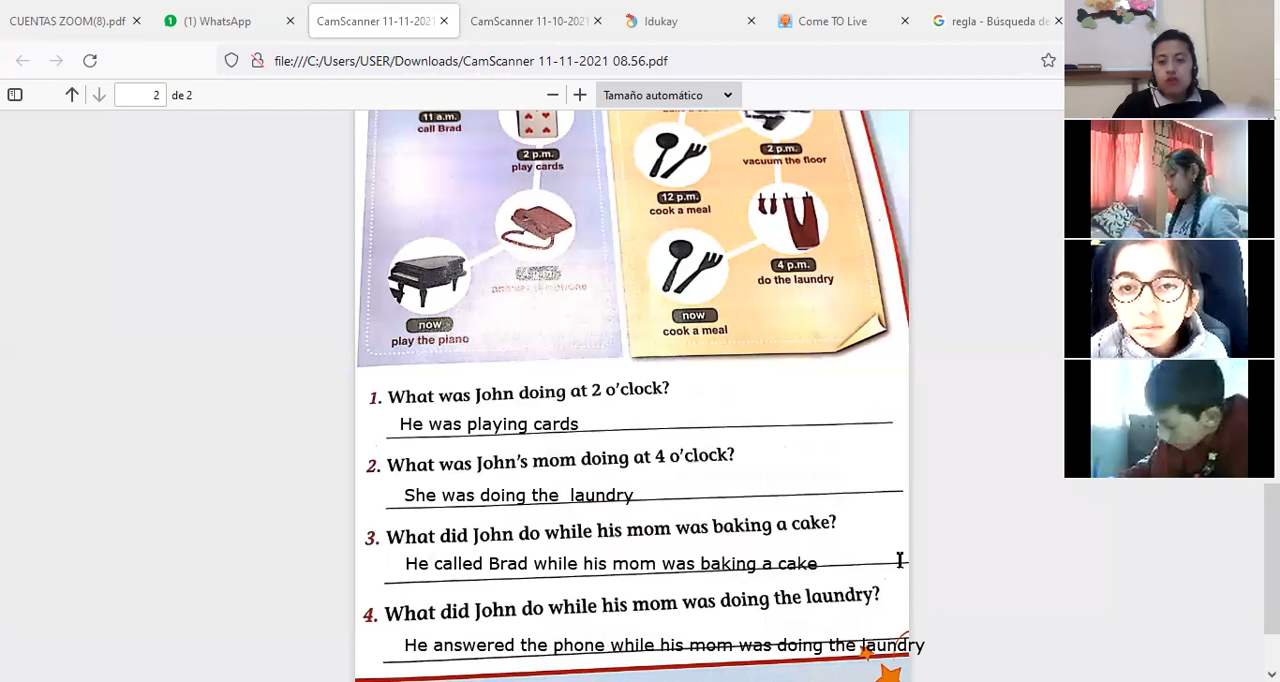 CUENTAS ZOOM(8).pdf
(1) WhatsApp
CamScanner 11-11-2021
CamScanner 11-10-202
Idukay
Come TO Live
regla - Búsqueda de
file:///C:/Users/USER/Downloads/CamScanner 11-11-2021 08.56.pdf
2
de 2
Tamaño automático
11 a.m.
call Brad
2 p.m.
play cards
answer the phone
now
play the piano
2 p.m.
vacuum the floor
12 p.m.
cook a meal
4 p.m.
do the laundry
now
cook a meal
1. What was John doing at 2 o'clock?
He was playing cards
2. What was John's mom doing at 4 o'clock?
She was doing the laundry
3. What did John do while his mom was baking a cake?
He called Brad while his mom was baking a cake
4. What did John do while his mom was doing the laundry?
He answered the phone while his mom was doing the laundry